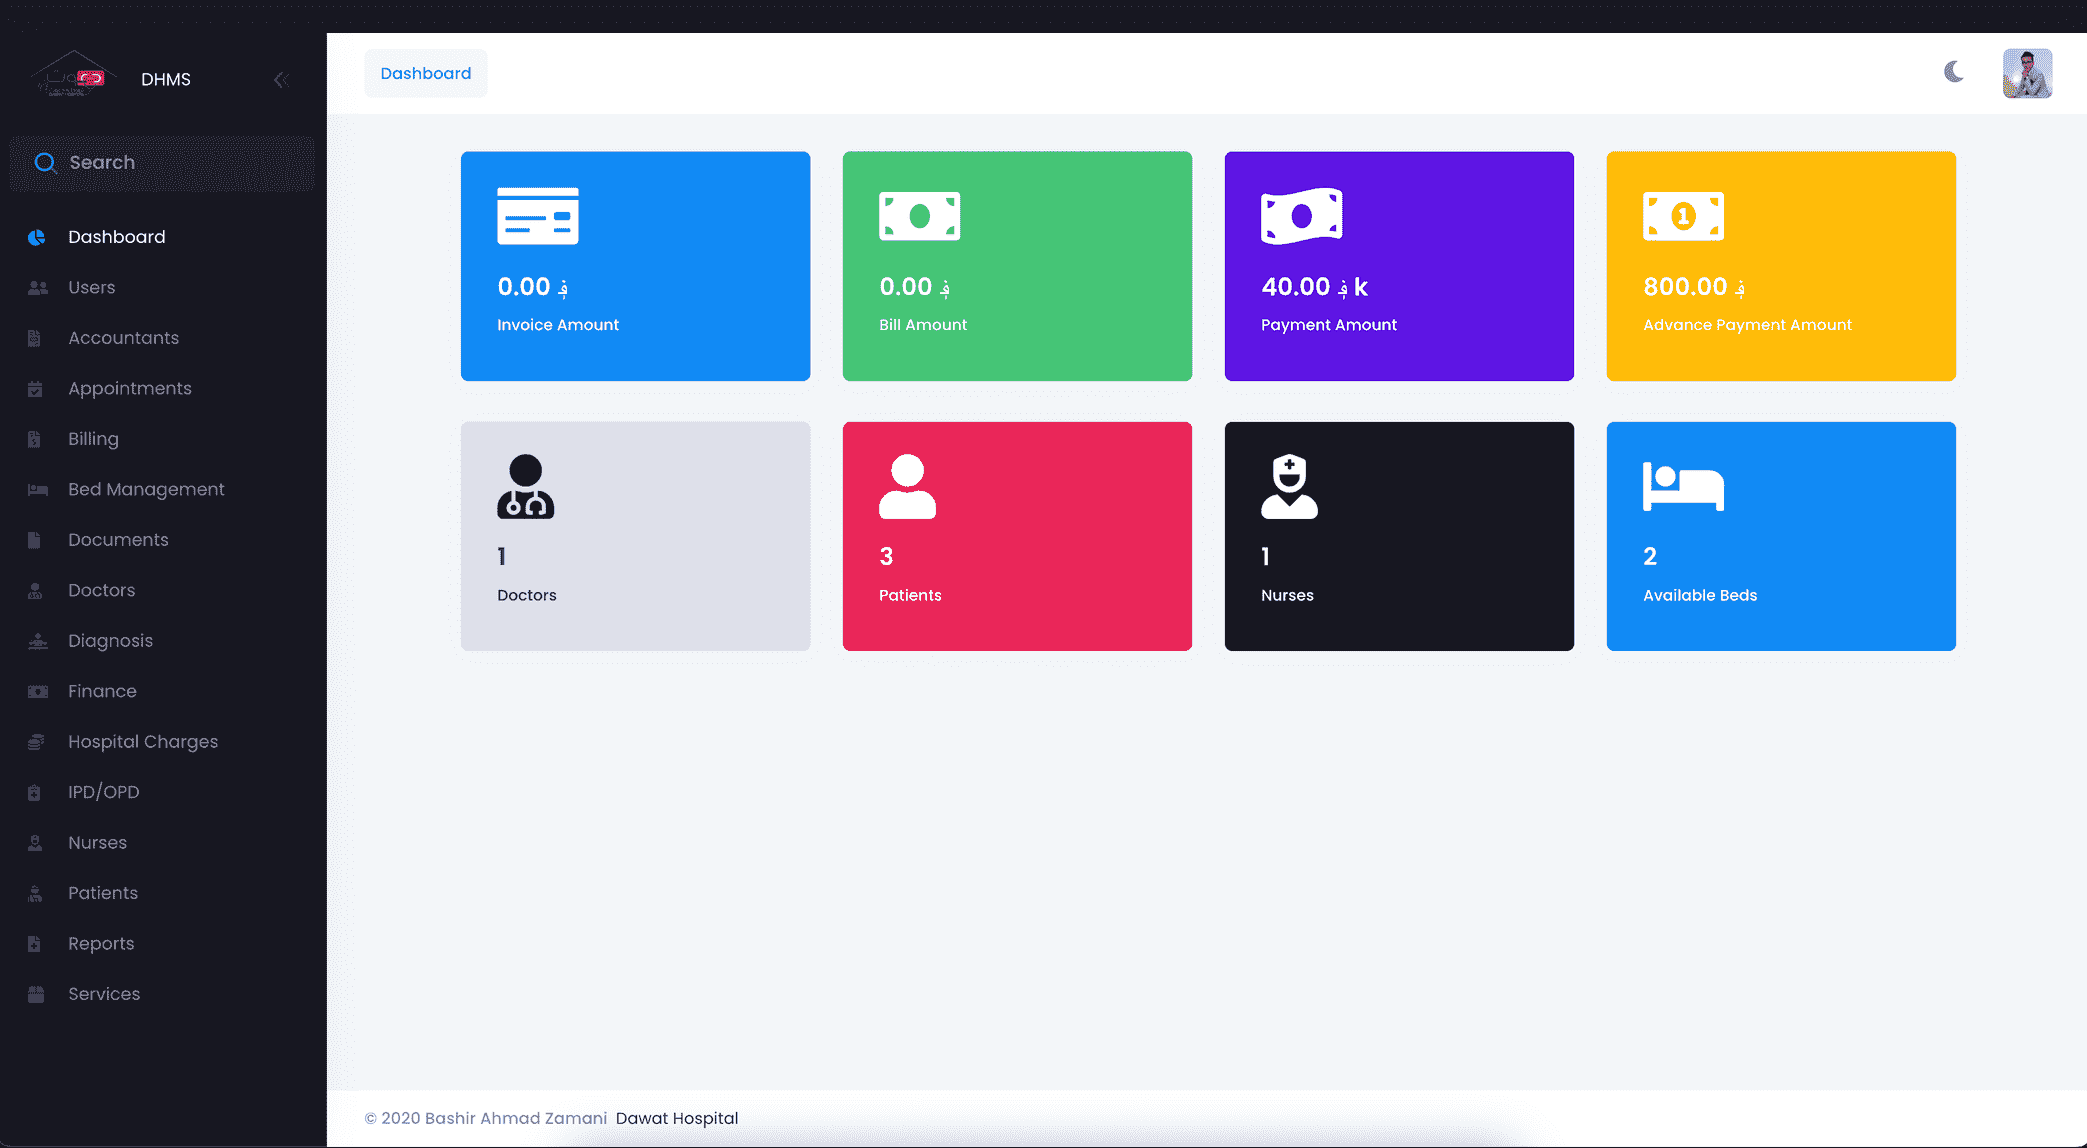 DHMS
Search
Dashboard
Users
Accountants
Appointments
Billing
Bed Management
Documents
Doctors
Diagnosis
Finance
Hospital Charges
IPD/OPD
Nurses
Patients
Reports
Services
Dashboard
0.00 ؋
Invoice Amount
0.00 ؋
Bill Amount
40.00 ؋ k
Payment Amount
1
800.00 ؋
Advance Payment Amount
1
Doctors
3
Patients
1
Nurses
2
Available Beds
© 2020 Bashir Ahmad Zamani Dawat Hospital